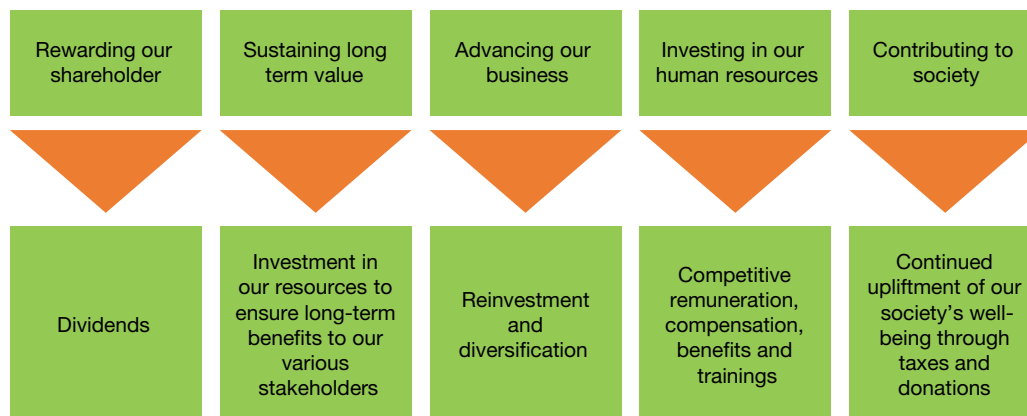 Rewarding our
shareholder
Sustaining long
term value
Advancing our
business
Investing in our
human resources
Contributing to
society
Dividends
Investment in
our resources to
ensure long-term
benefits to our
various
stakeholders
Reinvestment
and
diversification
Competitive
remuneration,
compensation,
benefits and
trainings
Continued
upliftment of our
society’s well-
being through
taxes and
donations